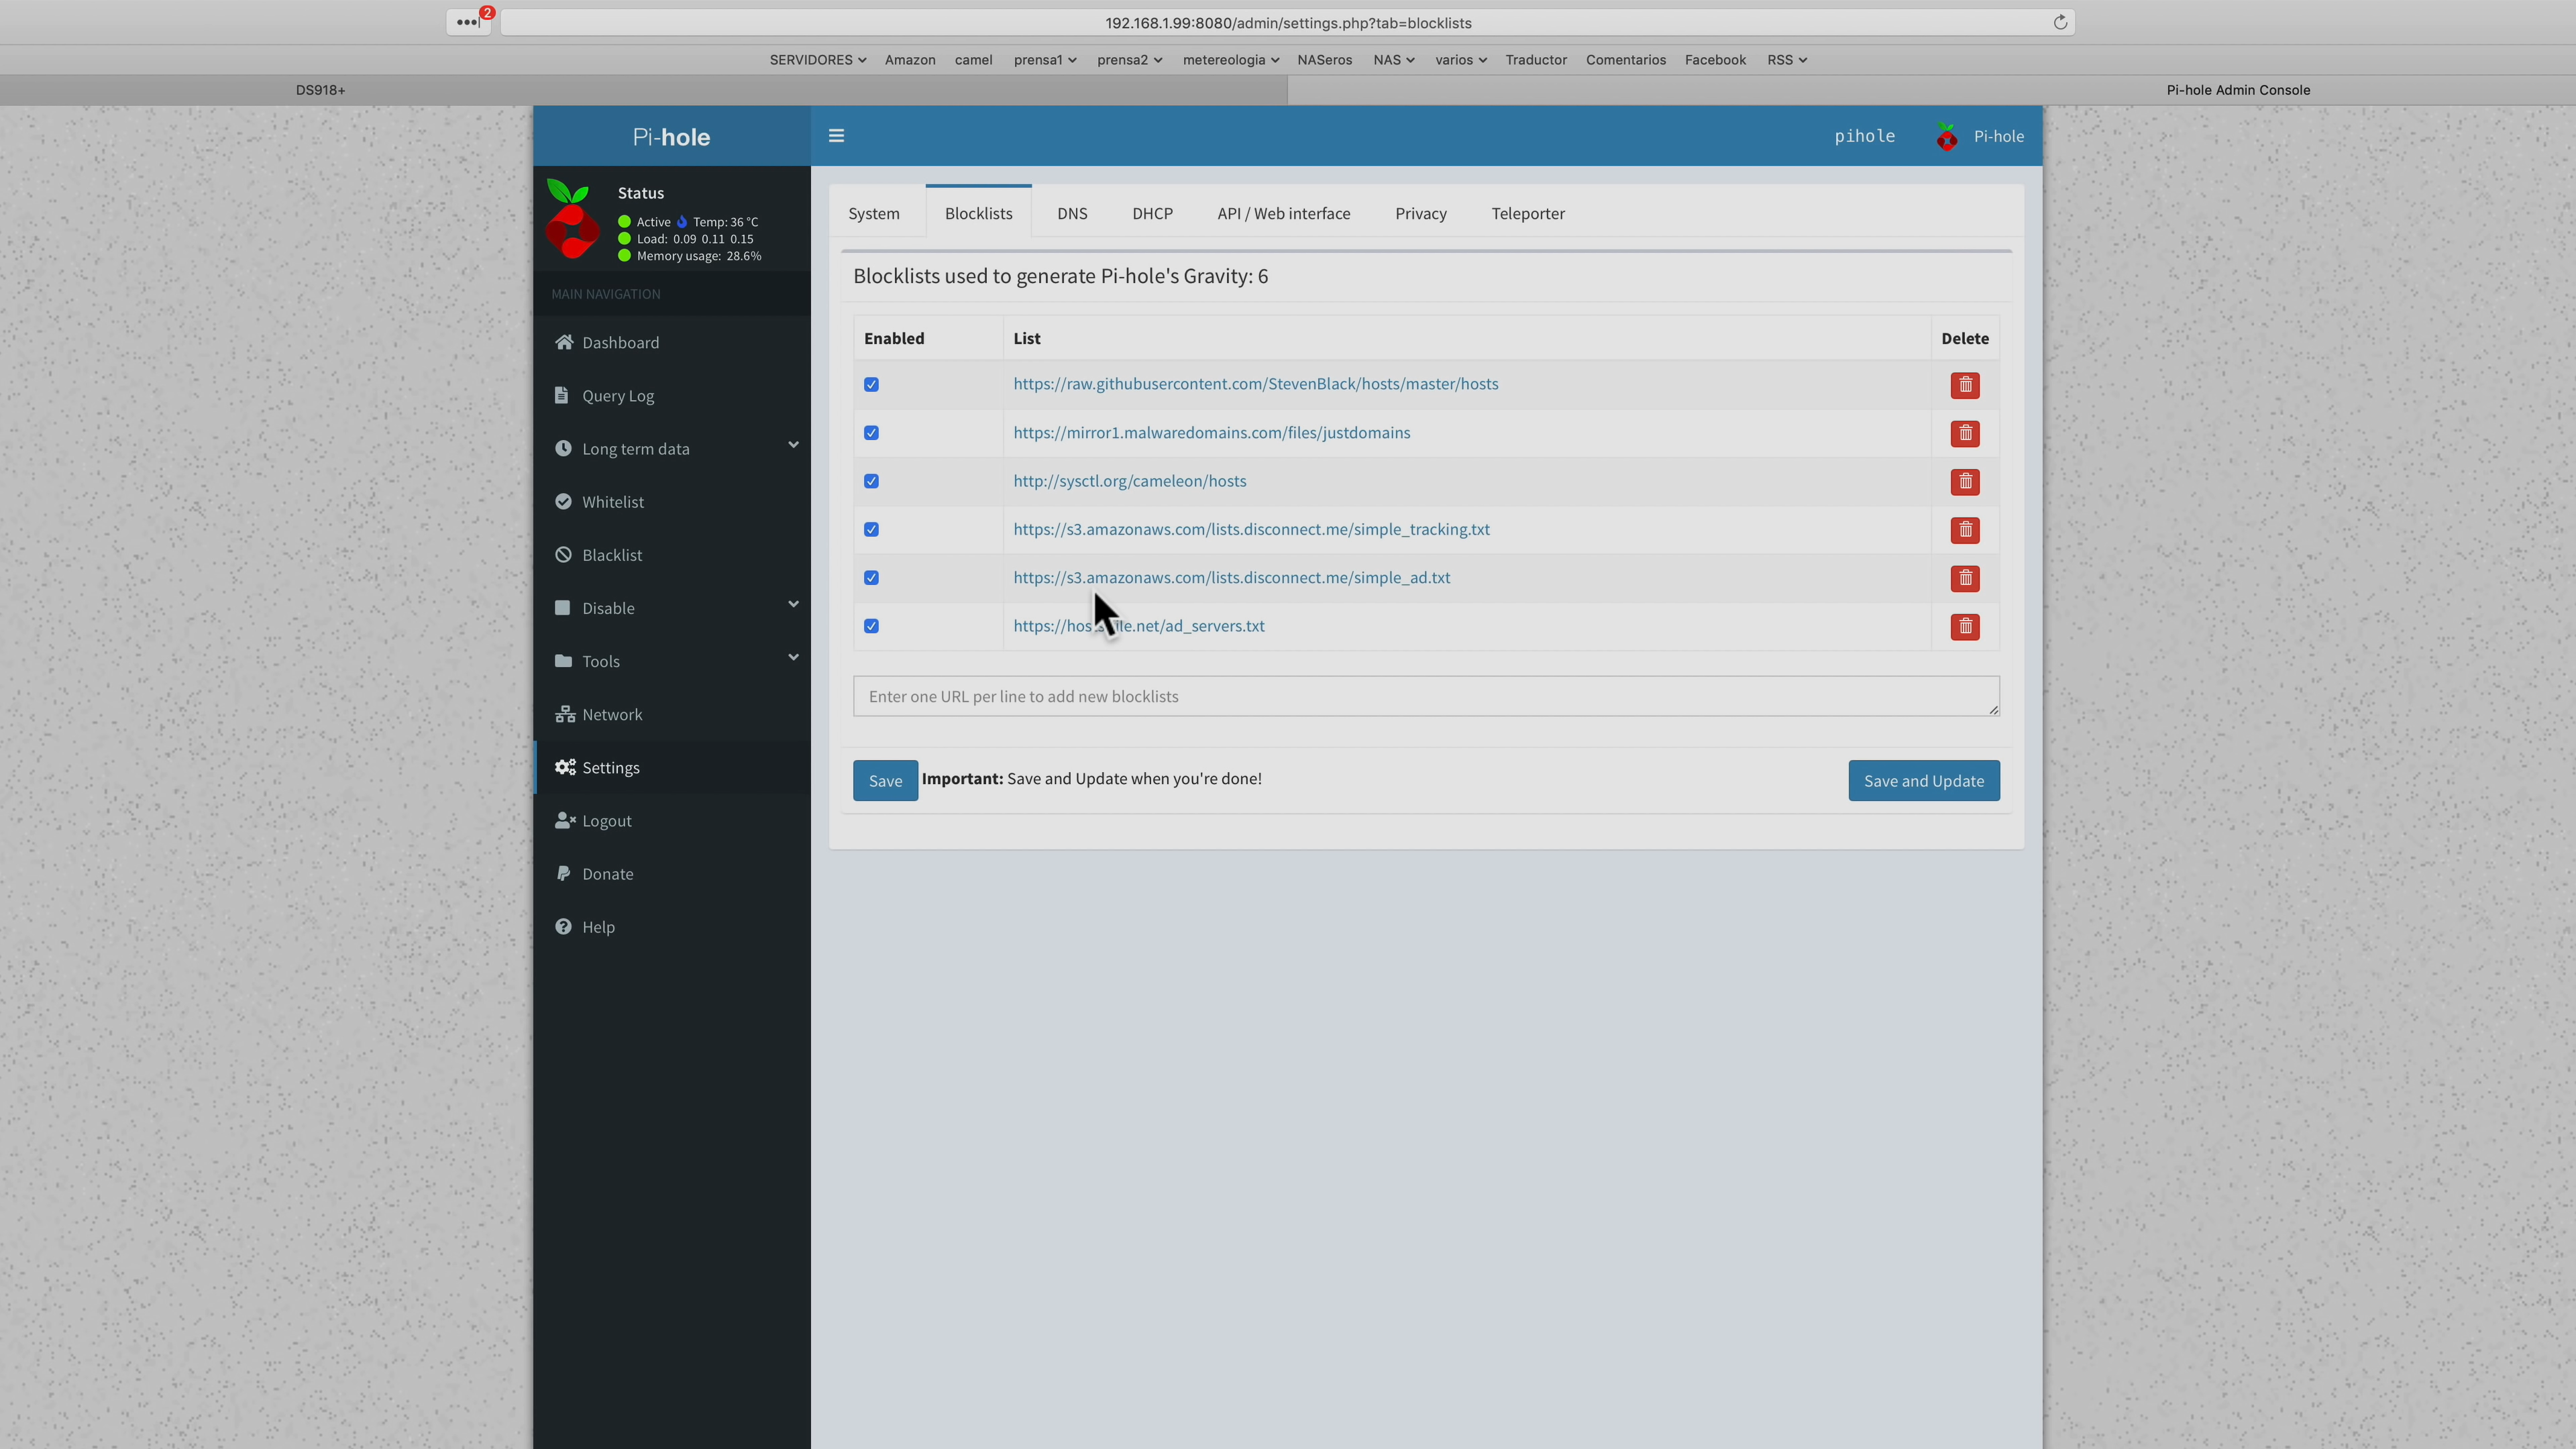 2
192.168.1.99:8080/admin/settings.php?tab=blocklists
SERVIDORES Amazon camel prensa1 prensa2 metereologia NASeros NAS varios Traductor Comentarios Facebook RSS
DS918+ Pi-hole Admin Console
Pi-hole
pihole Pi-hole
Status
Active Temp: 36 °C
Load: 0.09 0.11 0.15
Memory usage: 28.6%
MAIN NAVIGATION
Dashboard
Query Log
Long term data
Whitelist
Blacklist
Disable
Tools
Network
Settings
Logout
Donate
Help
System Blocklists DNS DHCP API / Web interface Privacy Teleporter
Blocklists used to generate Pi-hole's Gravity: 6
Enabled List Delete
https://raw.githubusercontent.com/StevenBlack/hosts/master/hosts
https://mirror1.malwaredomains.com/files/justdomains
http://sysctl.org/cameleon/hosts
https://s3.amazonaws.com/lists.disconnect.me/simple_tracking.txt
https://s3.amazonaws.com/lists.disconnect.me/simple_ad.txt
Enter one URL per line to add new blocklists
Save Important: Save and Update when you're done! Save and Update